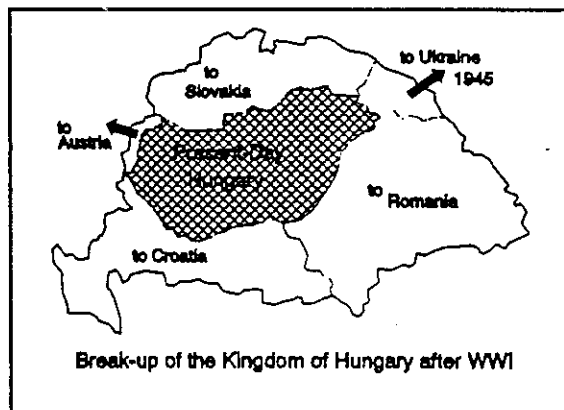 to Ukraine
1945
to
Slovakia
to
Austria
Present-Day
Hungary
to
Romania
to Croatia
Break-up of the Kingdom of Hungary after WWI